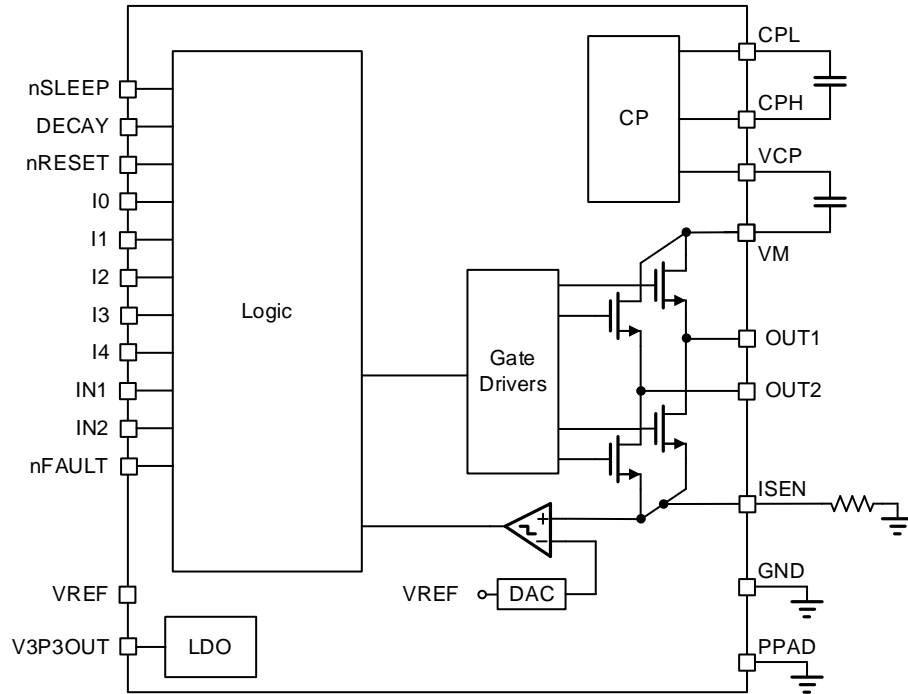 nSLEEP
DECAY
nRESET
I0
I1
I2
I3
I4
IN1
IN2
nFAULT
VREF
V3P3OUT
Logic
LDO
CP
Gate
Drivers
+
−
VREF
DAC
CPL
CPH
VCP
VM
OUT1
OUT2
ISEN
GND
PPAD